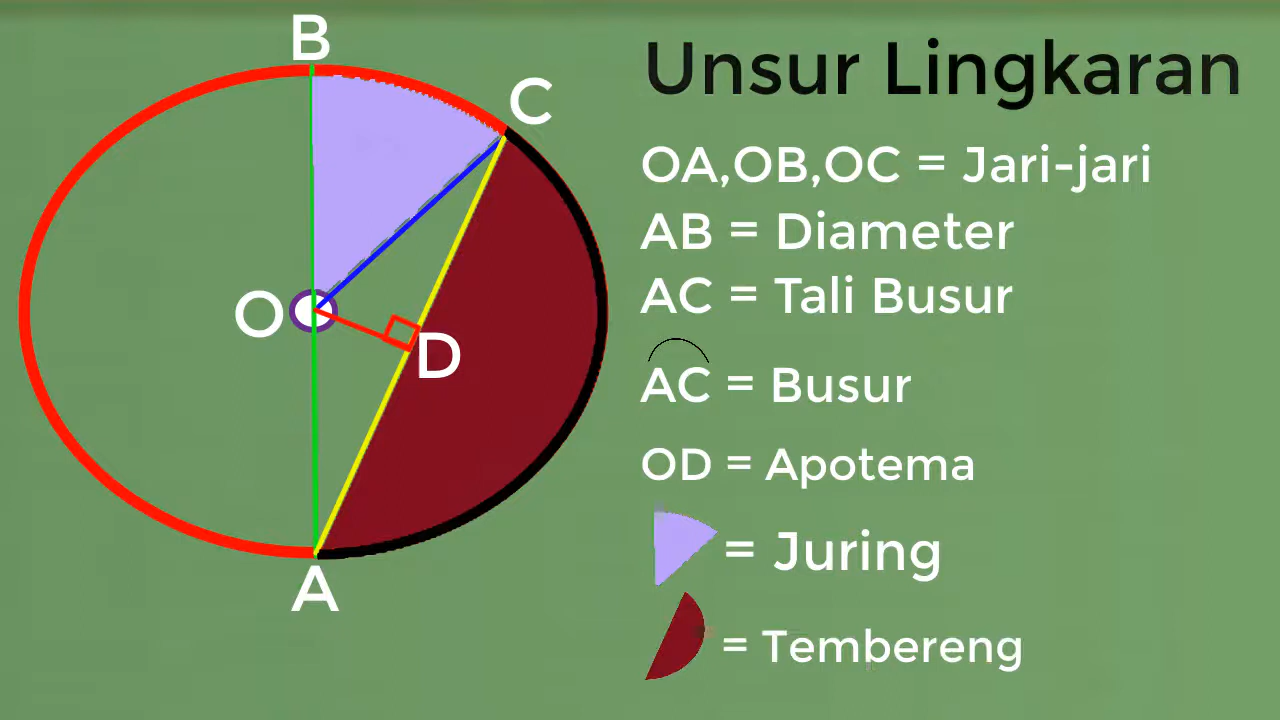 B
C
O
D
A
Unsur Lingkaran
OA,OB,OC = Jari-jari
AB = Diameter
AC = Tali Busur
AC = Busur
OD = Apotema
= Juring
= Tembereng